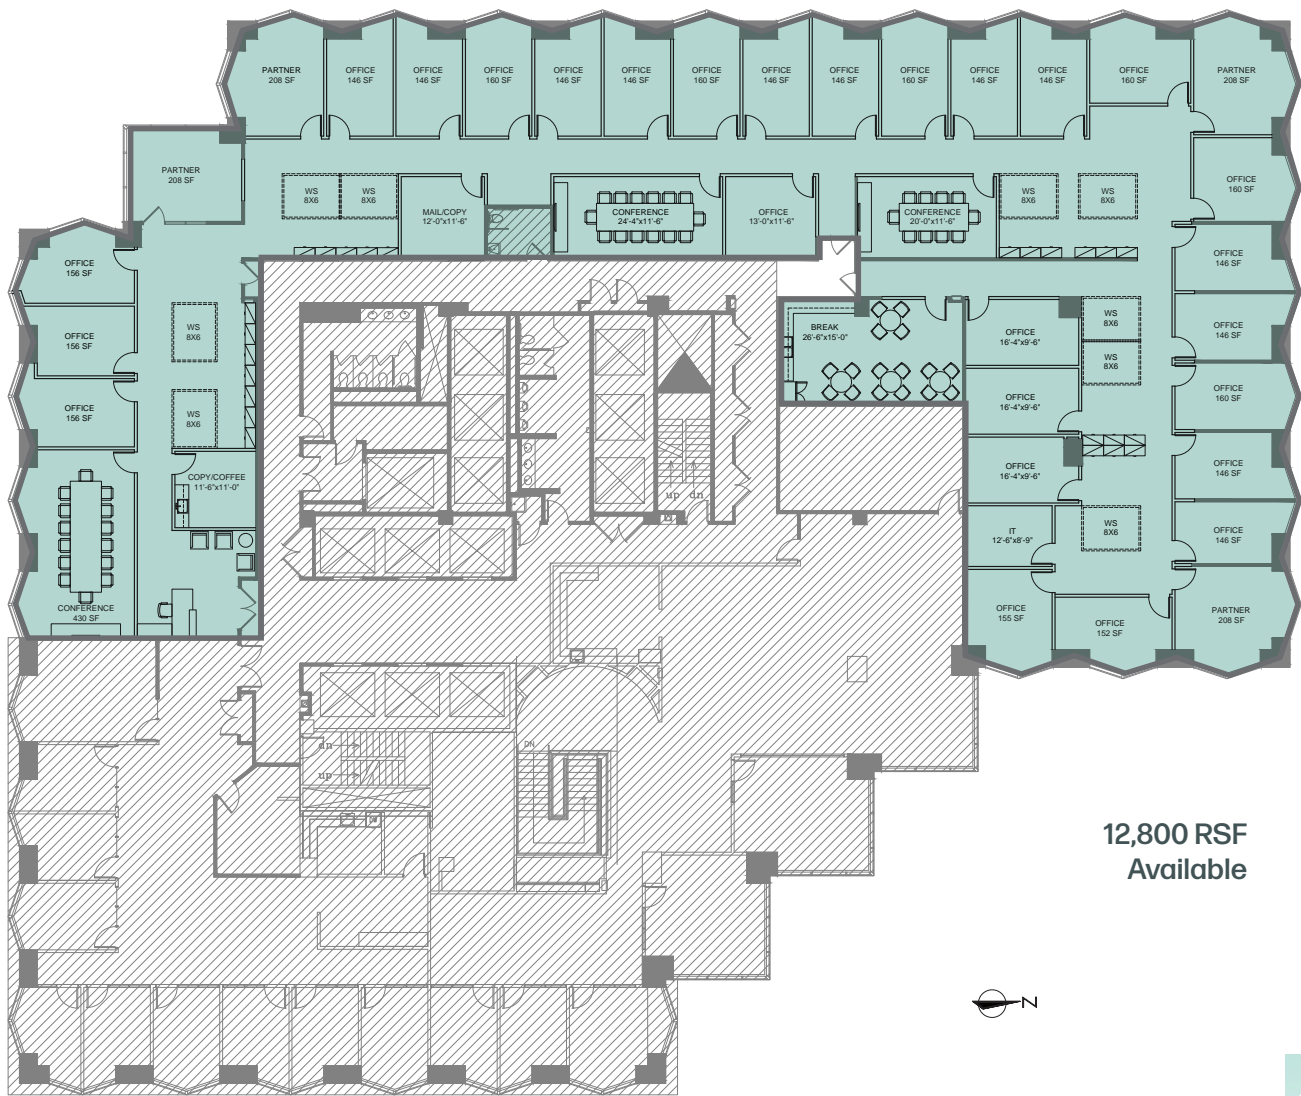 PARTNER
208 SF
OFFICE
146 SF
OFFICE
146 SF
OFFICE
160 SF
OFFICE
146 SF
OFFICE
146 SF
OFFICE
160 SF
OFFICE
146 SF
OFFICE
146 SF
OFFICE
160 SF
OFFICE
146 SF
OFFICE
146 SF
OFFICE
160 SF
PARTNER
208 SF
PARTNER
208 SF
WS
8X6
WS
8X6
MAIL/COPY
12'-0"x11'-6"
CONFERENCE
24'-4"x11'-6"
OFFICE
13'-0"x11'-6"
CONFERENCE
20'-0"x11'-6"
WS
8X6
WS
8X6
OFFICE
160 SF
OFFICE
156 SF
OFFICE
146 SF
WS
8X6
OFFICE
156 SF
BREAK
26'-6"x15'-0"
OFFICE
16'-4"x9'-6"
WS
8X6
OFFICE
146 SF
WS
8X6
OFFICE
156 SF
WS
8X6
OFFICE
16'-4"x9'-6"
OFFICE
160 SF
COPY/COFFEE
11'-6"x11'-0"
OFFICE
16'-4"x9'-6"
OFFICE
146 SF
up dn
IT
12'-6"x8'-9"
WS
8X6
OFFICE
146 SF
CONFERENCE
430 SF
OFFICE
155 SF
OFFICE
152 SF
PARTNER
208 SF
dn
up
DN
12,800 RSF
Available
N